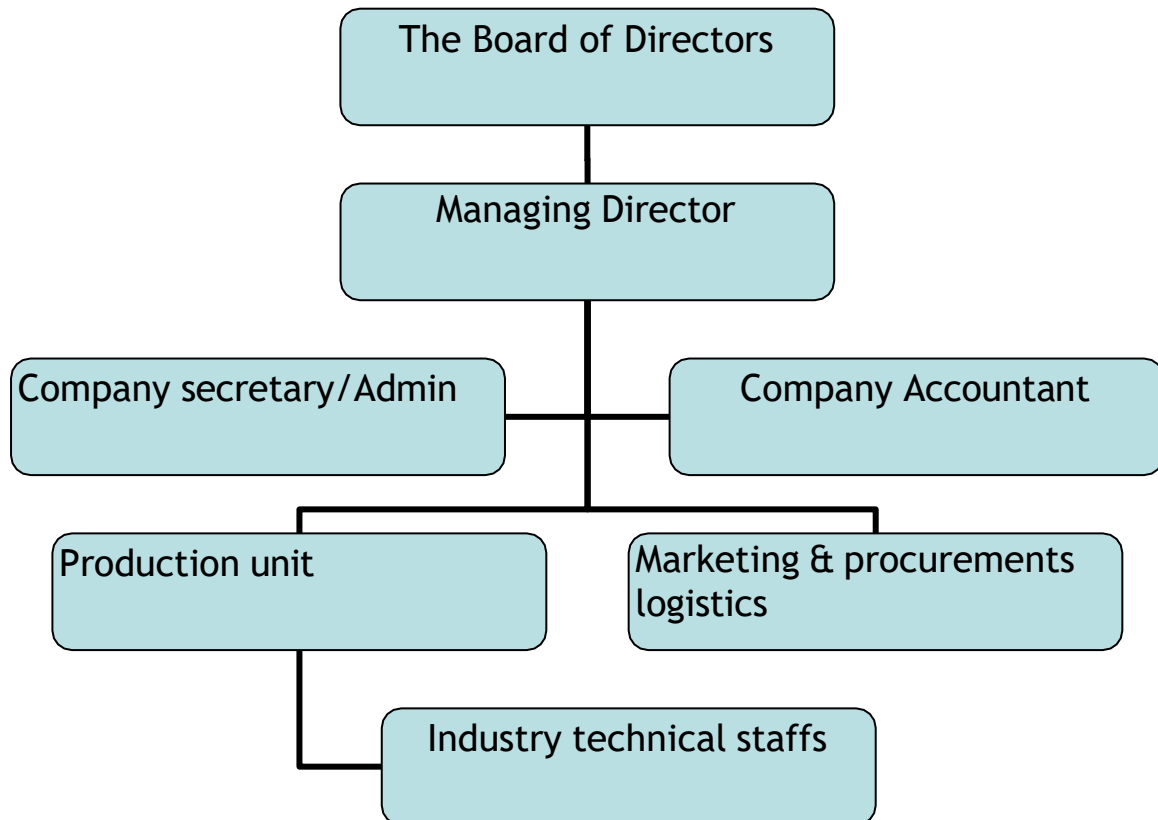 The Board of Directors
Managing Director
Company secretary/Admin
Company Accountant
Production unit
Marketing & procurements
logistics
Industry technical staffs